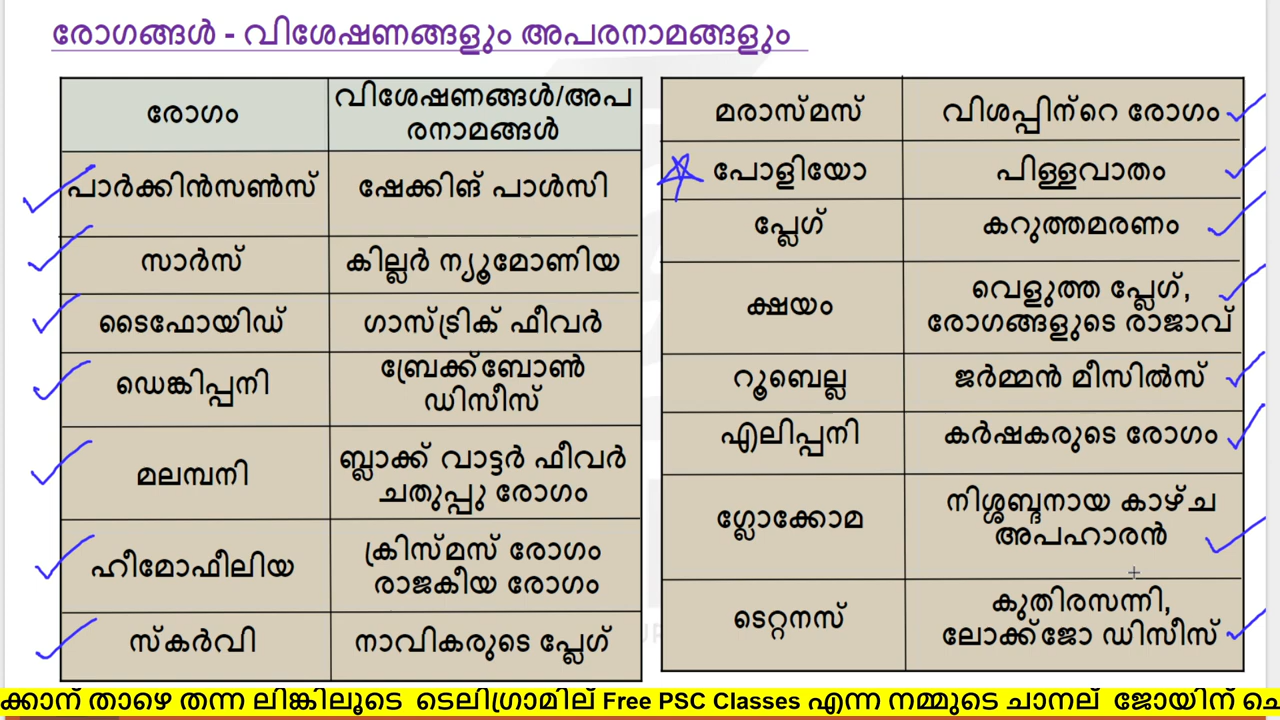 രോഗങ്ങൾ - വിശേഷണങ്ങളും അപരനാമങ്ങളും
രോഗം
വിശേഷണങ്ങൾ/അപ
രനാമങ്ങൾ
പാർക്കിൻസൺസ്
ഷേക്കിങ് പാൾസി
സാർസ്
കില്ലർ ന്യൂമോണിയ
ടൈഫോയിഡ്
ഗാസ്ട്രിക് ഫീവർ
ഡെങ്കിപ്പനി
ബ്രേക്ക്ബോൺ
ഡിസീസ്
മലമ്പനി
ബ്ലാക്ക് വാട്ടർ ഫീവർ
ചതുപ്പു രോഗം
ഹീമോഫീലിയ
ക്രിസ്മസ് രോഗം
രാജകീയ രോഗം
സ്കർവി
നാവികരുടെ പ്ലേഗ്
മരാസ്മസ്
വിശപ്പിന്റെ രോഗം
പോളിയോ
പിള്ളവാതം
പ്ലേഗ്
കറുത്തമരണം
ക്ഷയം
വെളുത്ത പ്ലേഗ്,
രോഗങ്ങളുടെ രാജാവ്
റൂബെല്ല
ജർമ്മൻ മീസിൽസ്
എലിപ്പനി
കർഷകരുടെ രോഗം
ഗ്ലോക്കോമ
നിശ്ശബ്ദനായ കാഴ്ച
അപഹാരൻ
ടെറ്റനസ്
കുതിരസന്നി,
ലോക്ക്ജോ ഡിസീസ്
ക്കാന് താഴെ തന്ന ലിങ്കിലൂടെ ടെലിഗ്രാമില് Free PSC Classes എന്ന നമ്മുടെ ചാനല് ജോയിന് ചെ